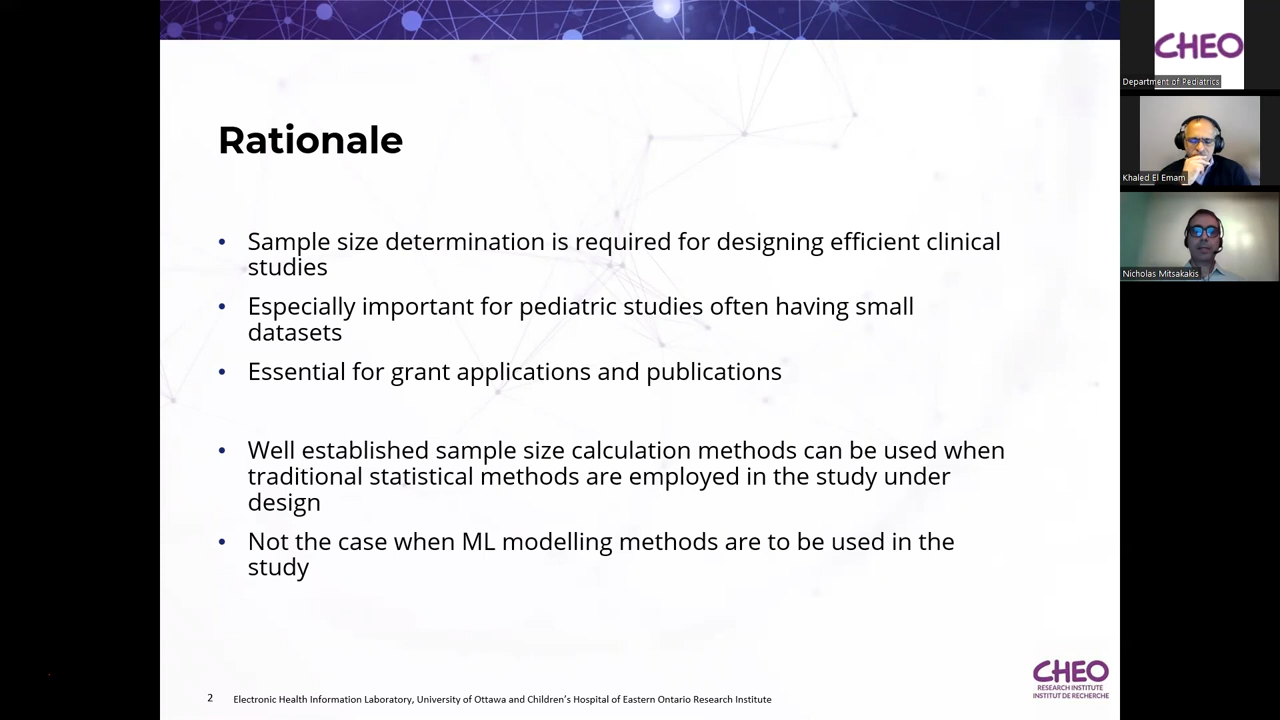 Rationale
• Sample size determination is required for designing efficient clinical
studies
• Especially important for pediatric studies often having small
datasets
• Essential for grant applications and publications
• Well established sample size calculation methods can be used when
traditional statistical methods are employed in the study under
design
• Not the case when ML modelling methods are to be used in the
study
2 Electronic Health Information Laboratory, University of Ottawa and Children's Hospital of Eastern Ontario Research Institute
CHEO
RESEARCH INSTITUTE
INSTITUT DE RECHERCHE
CHEO
Department of Pediatrics
Khaled El Emam
Nicholas Mitsakakis